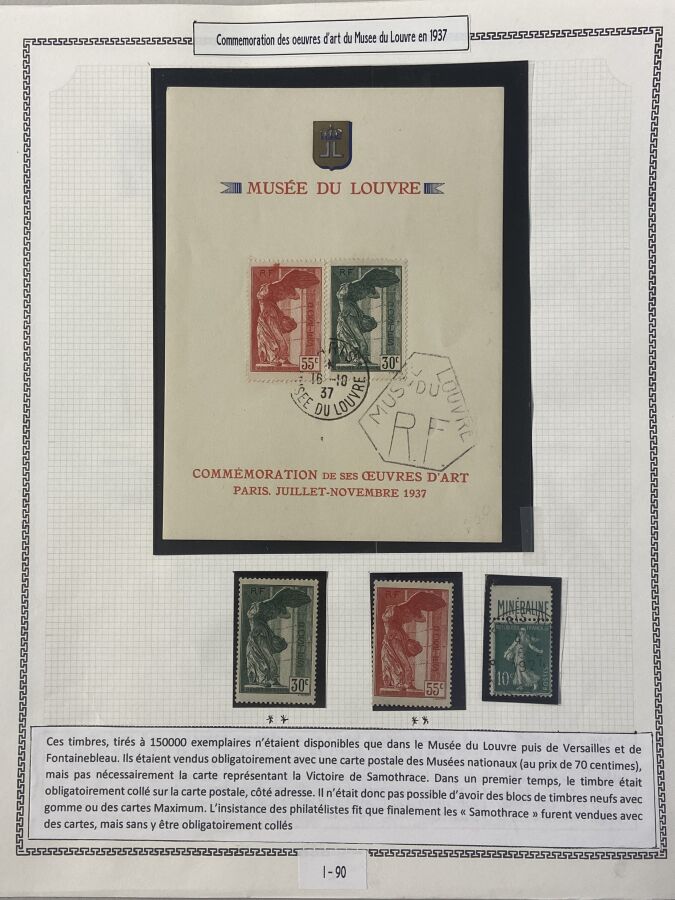 Commemoration des oeuvres d'art du Musee du Louvre en 1937
MUSÉE DU LOUVRE
RF
55c
RF
30c
16-10
37
MUSÉE DU LOUVRE
MUSÉE DU LOUVRE
R.F.
COMMÉMORATION DE SES ŒUVRES D'ART
PARIS. JUILLET-NOVEMBRE 1937
RF
30c
RF
55c
MINÉRALINE
10c
**
**
Ces timbres, tirés à 150000 exemplaires n'étaient disponibles que dans le Musée du Louvre puis de Versailles et de
Fontainebleau. Ils étaient vendus obligatoirement avec une carte postale des Musées nationaux (au prix de 70 centimes),
mais pas nécessairement la carte représentant la Victoire de Samothrace. Dans un premier temps, le timbre était
obligatoirement collé sur la carte postale, côté adresse. Il n'était donc pas possible d'avoir des blocs de timbres neufs avec
gomme ou des cartes Maximum. L'insistance des philatélistes fit que finalement les « Samothrace » furent vendues avec
des cartes, mais sans y être obligatoirement collés
I-90